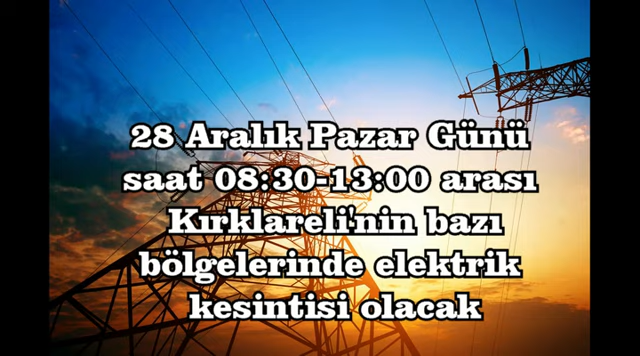 28 Aralık Pazar Günü
saat 08:30-13:00 arası
Kırklareli'nin bazı
bölgelerinde elektrik
kesintisi olacak